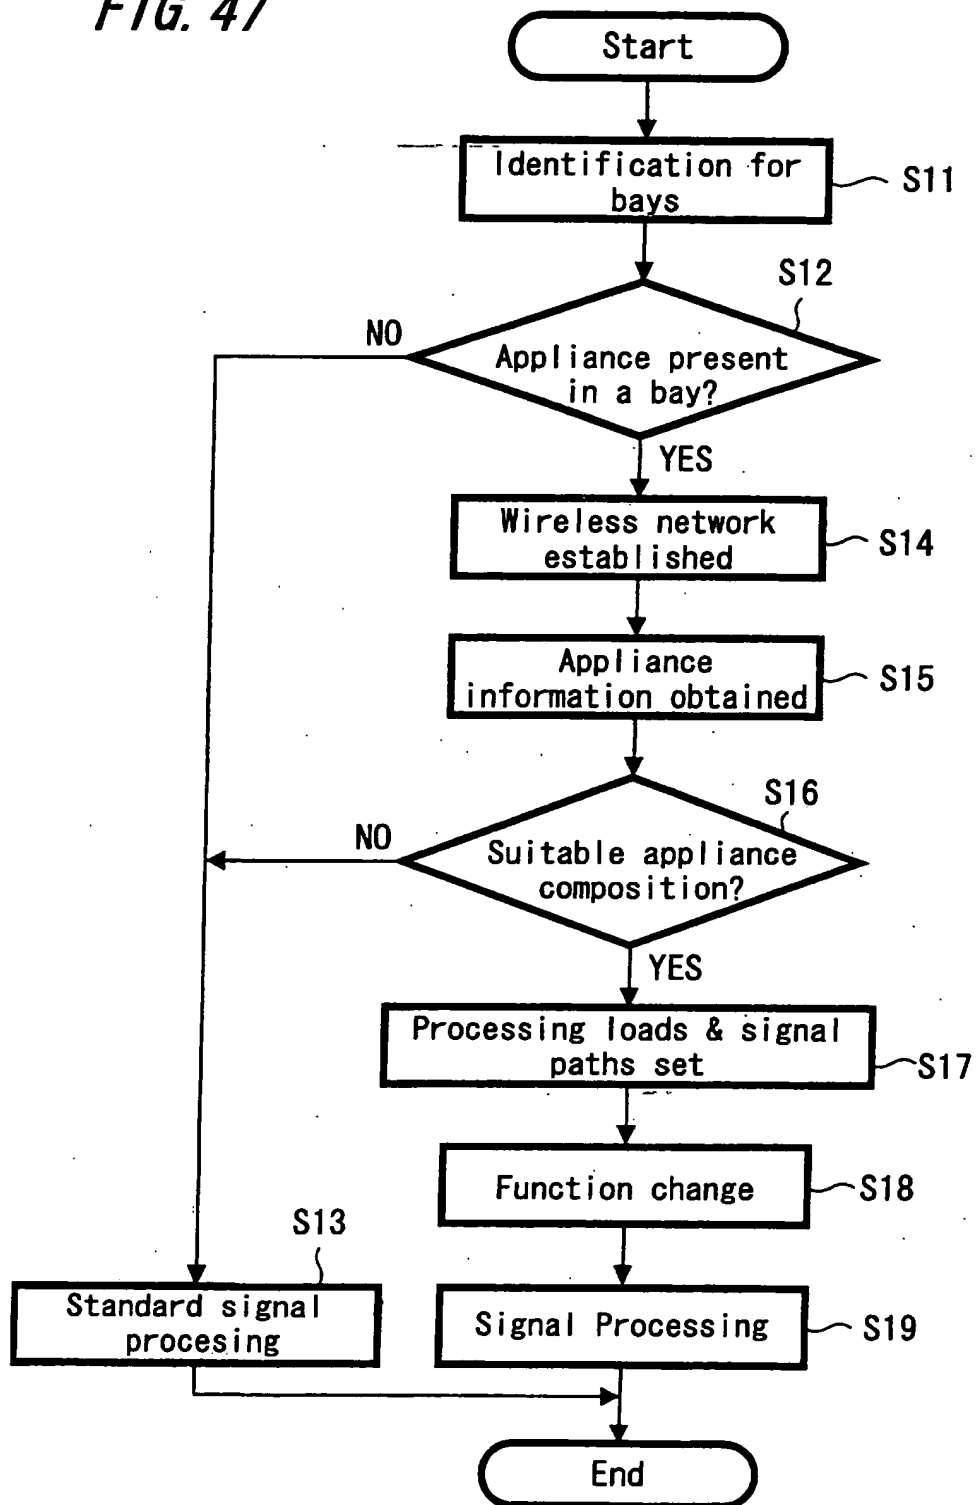 FIG. 47
Start
Identification for
bays
S11
S12
NO
Appliance present
in a bay?
YES
Wireless network
established
S14
Appliance
information obtained
S15
S16
NO
Suitable appliance
composition?
YES
Processing loads & signal
paths set
S17
Function change
S18
S13
Standard signal
procesing
Signal Processing
S19
End